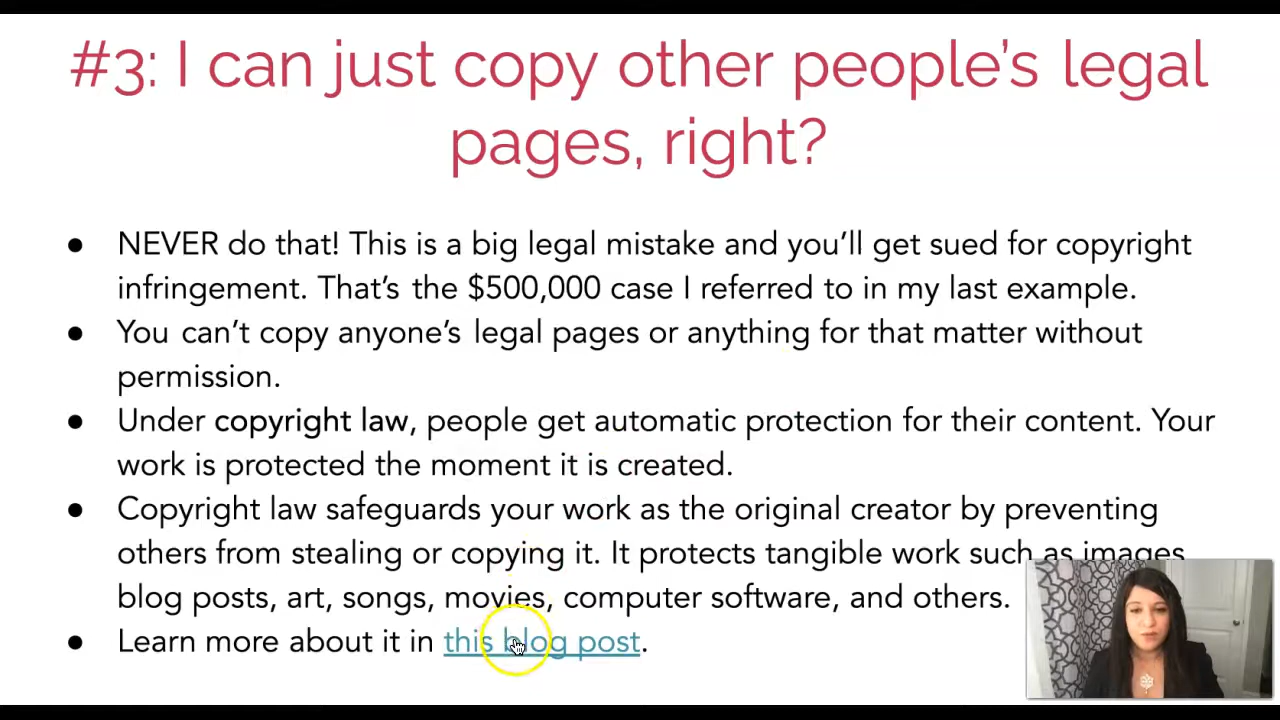 #3: I can just copy other people’s legal
pages, right?
● NEVER do that! This is a big legal mistake and you’ll get sued for copyright
infringement. That’s the $500,000 case I referred to in my last example.
● You can’t copy anyone’s legal pages or anything for that matter without
permission.
● Under copyright law, people get automatic protection for their content. Your
work is protected the moment it is created.
● Copyright law safeguards your work as the original creator by preventing
others from stealing or copying it. It protects tangible work such as images
blog posts, art, songs, movies, computer software, and others.
● Learn more about it in this blog post.